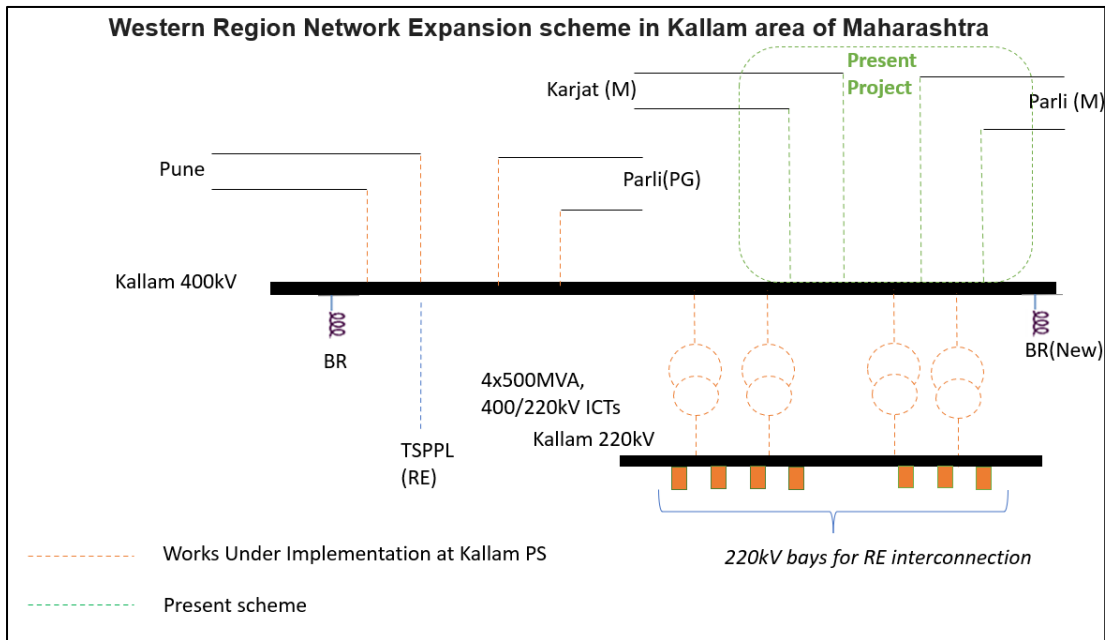 Western Region Network Expansion scheme in Kallam area of Maharashtra
Present
Project
Karjat (M)
Parli (M)
Pune
Parli(PG)
Kallam 400kV
BR
BR(New)
4x500MVA,
400/220kV ICTs
Kallam 220kV
TSPPL
(RE)
Works Under Implementation at Kallam PS
220kV bays for RE interconnection
Present scheme